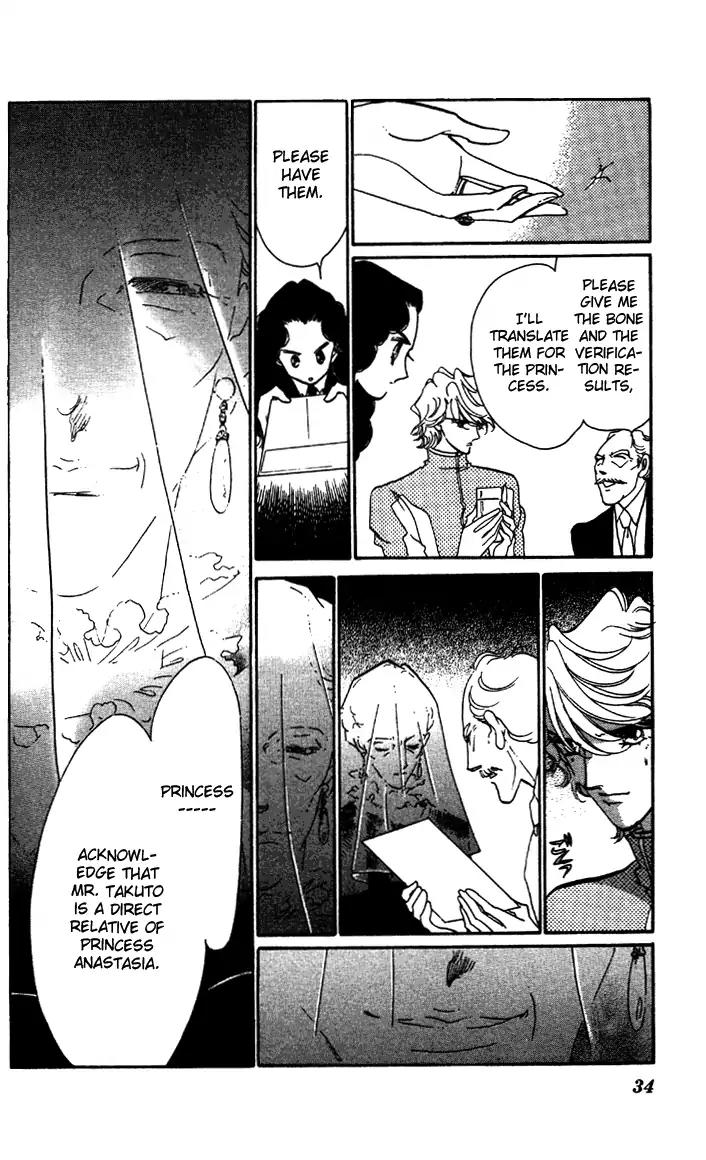 PLEASE
GIVE ME
THE BONE
AND THE
VERIFICA-
TION RE-
SULTS,
I'LL
TRANSLATE
THEM FOR
THE PRIN-
CESS.
PLEASE
HAVE
THEM.
PRINCESS
-----
ACKNOWL-
EDGE THAT
MR. TAKUTO
IS A DIRECT
RELATIVE OF
PRINCESS
ANASTASIA.
34